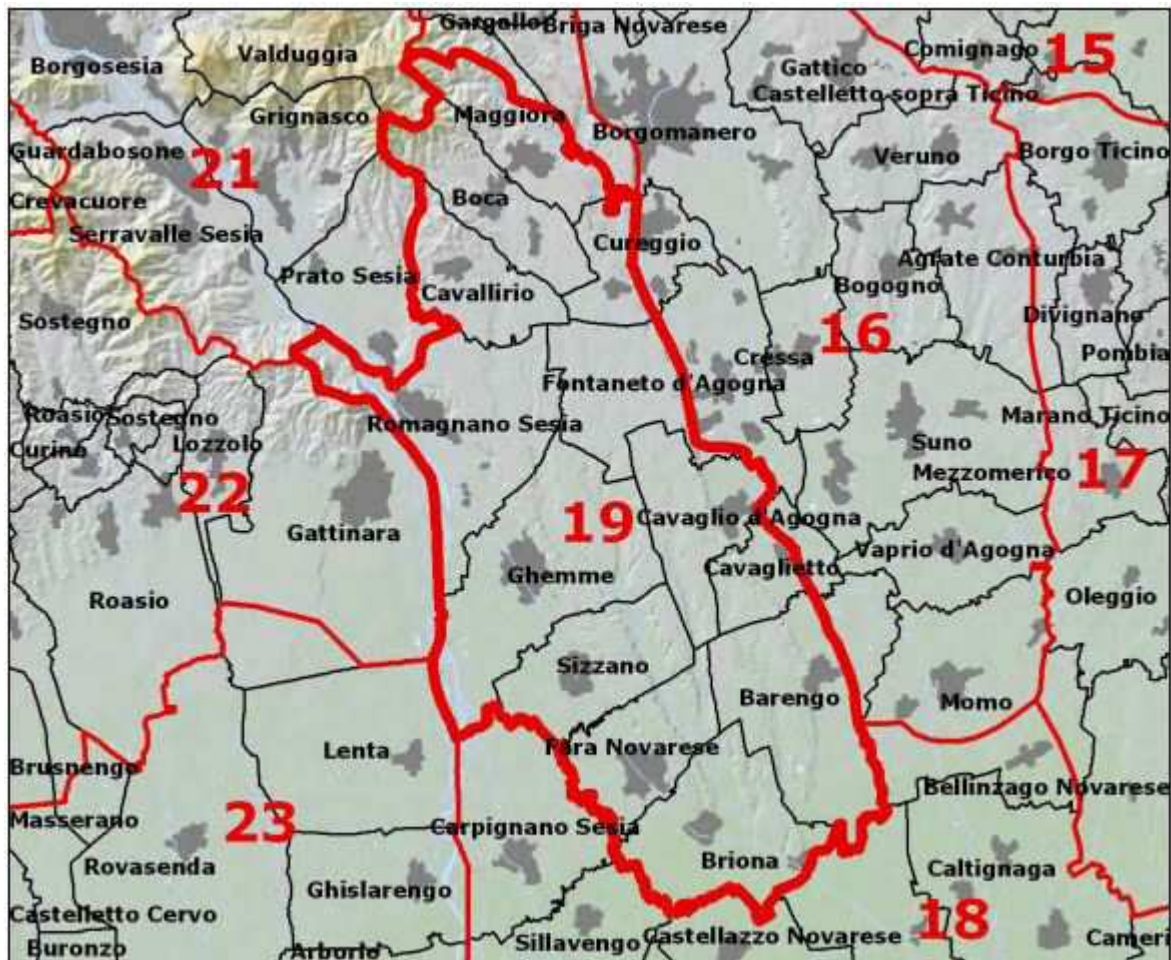 Gargallo
Briga Novarese
Valduggia
Comignago
15
Borgosesia
Gattico
Castelletto sopra Ticino
Grignasco
Maggiora
Borgomanero
Guardabosone
21
Veruno
Borgo Ticino
Crevacuore
Boca
Serravalle Sesia
Cureggio
Agrate Conturbia
Prato Sesia
Cavallirio
Bogogno
Sostegno
16
Divignano
Cressa
Pombia
Fontaneto d'Agogna
Roasio
Sostegno
Romagnano Sesia
Marano Ticino
Curino
Lozzolo
Suno
Mezzomerico
17
22
19
Cavaglio d'Agogna
Gattinara
Vaprio d'Agogna
Ghemme
Cavaglietto
Roasio
Oleggio
Sizzano
Barengo
Momo
Lenta
Fara Novarese
Brusnengo
Bellinzago Novarese
Masserano
23
Carpignano Sesia
Rovasenda
Briona
Caltignaga
Ghislarengo
Castelletto Cervo
18
Buronzo
Arborio
Sillavengo
Castellazzo Novarese
Cameri